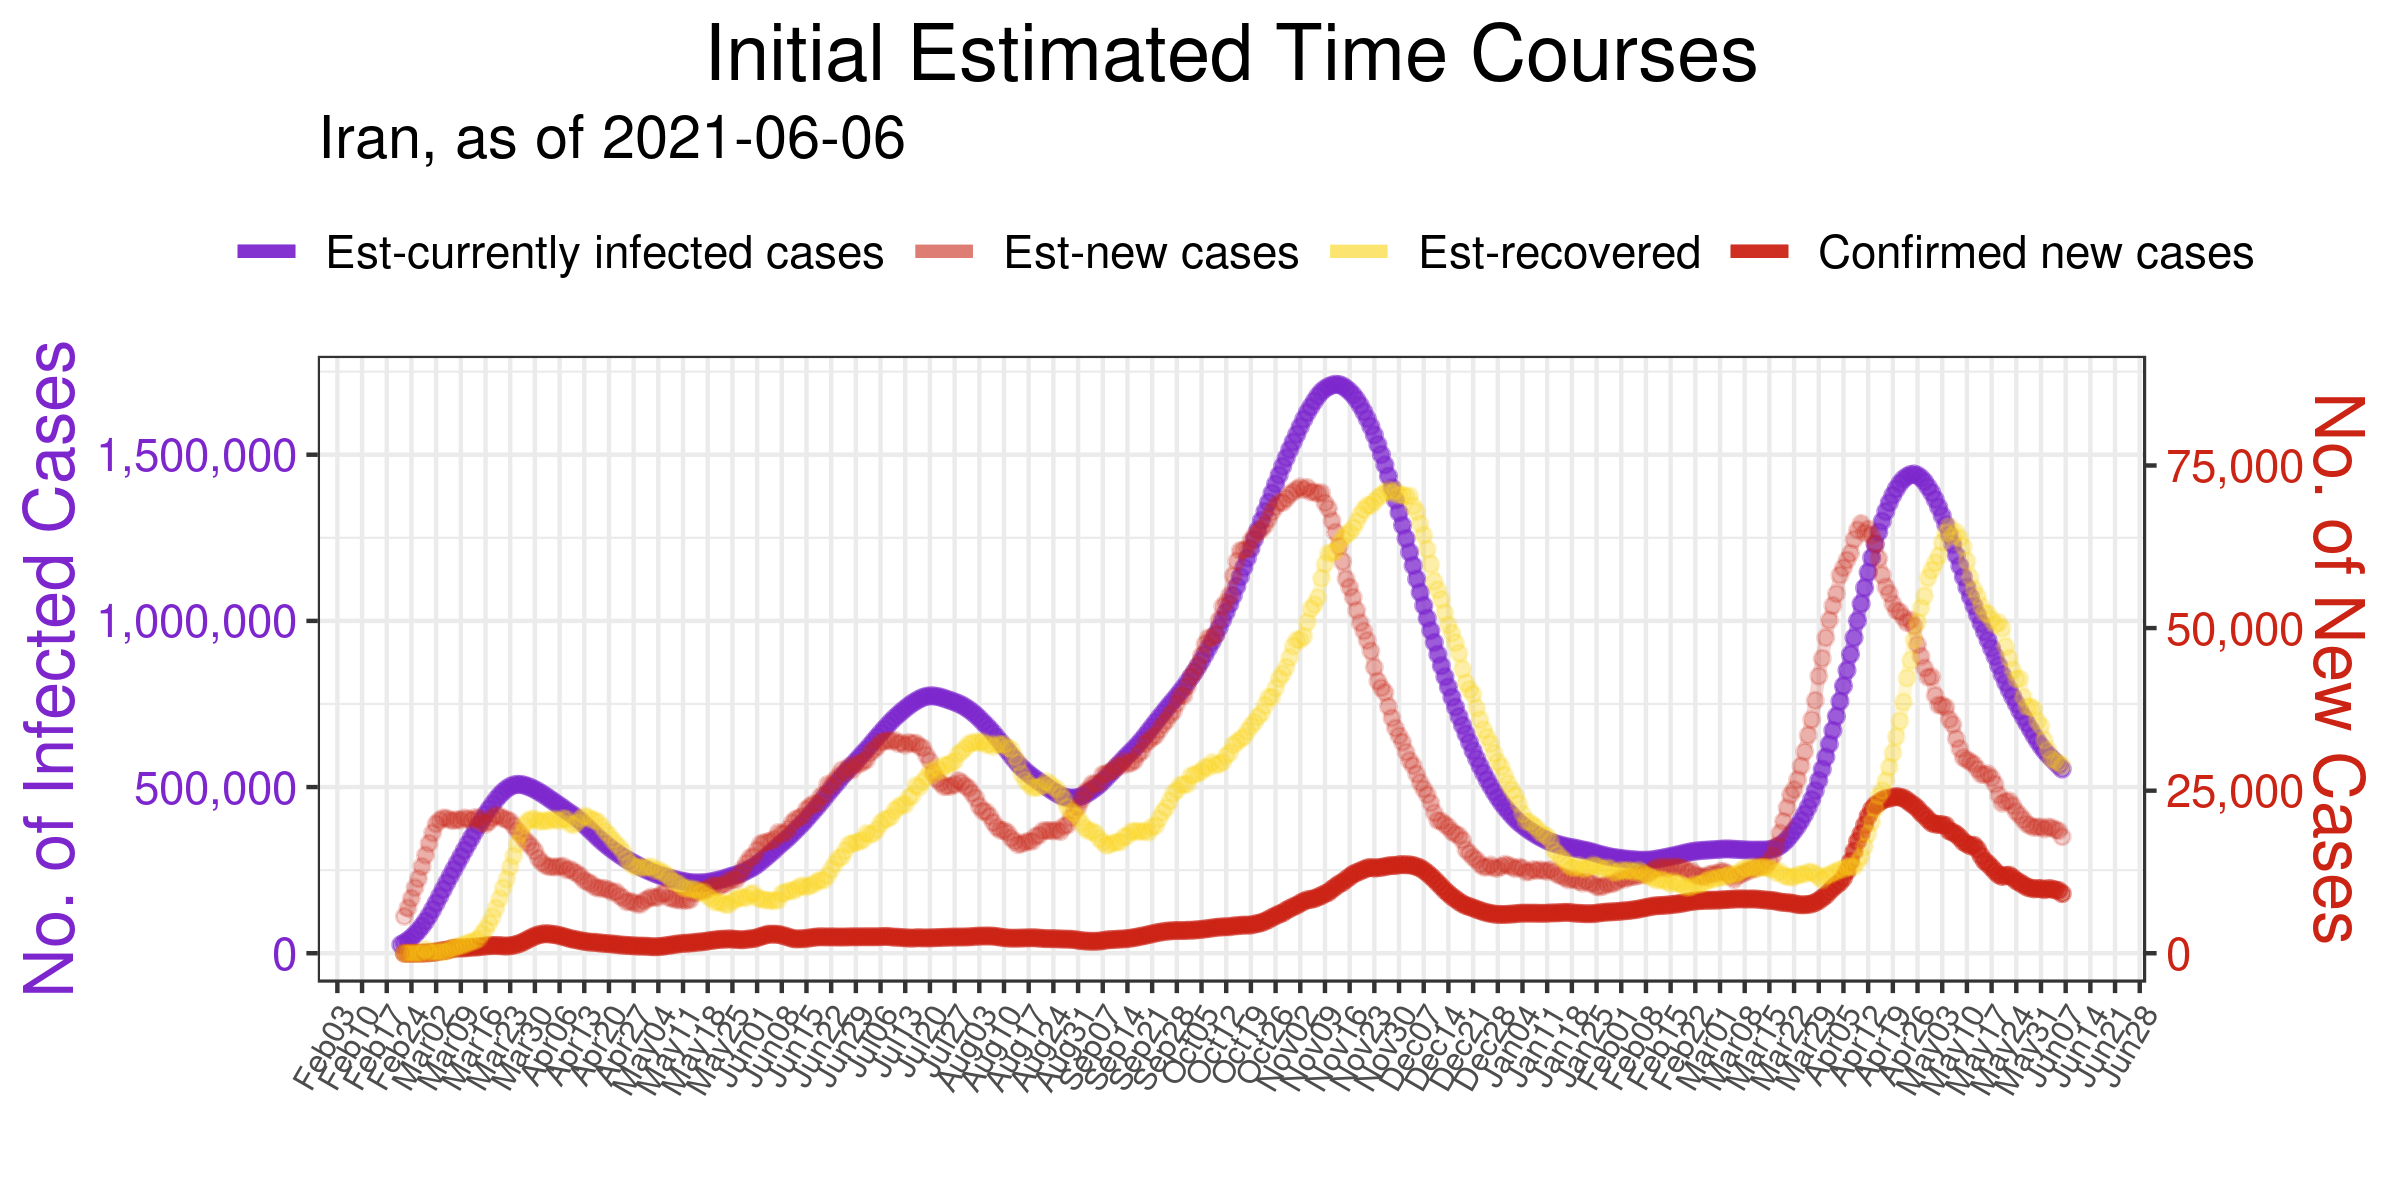 Initial Estimated Time Courses
Iran, as of 2021-06-06
Est-currently infected cases
Est-new cases
Est-recovered
Confirmed new cases
No. of Infected Cases
1,500,000
1,000,000
500,000
0
75,000
50,000
25,000
0
No. of New Cases
Feb03
Feb10
Feb17
Feb24
Mar02
Mar09
Mar16
Mar23
Mar30
Apr06
Apr13
Apr20
Apr27
May04
May11
May18
May25
Jun01
Jun08
Jun15
Jun22
Jun29
Jul06
Jul13
Jul20
Jul27
Aug03
Aug10
Aug17
Aug24
Aug31
Sep07
Sep14
Sep21
Sep28
Oct05
Oct12
Oct19
Oct26
Nov02
Nov09
Nov16
Nov23
Nov30
Dec07
Dec14
Dec21
Dec28
Jan04
Jan11
Jan18
Jan25
Feb01
Feb08
Feb15
Feb22
Mar01
Mar08
Mar15
Mar22
Mar29
Apr05
Apr12
Apr19
Apr26
May03
May10
May17
May24
May31
Jun07
Jun14
Jun21
Jun28